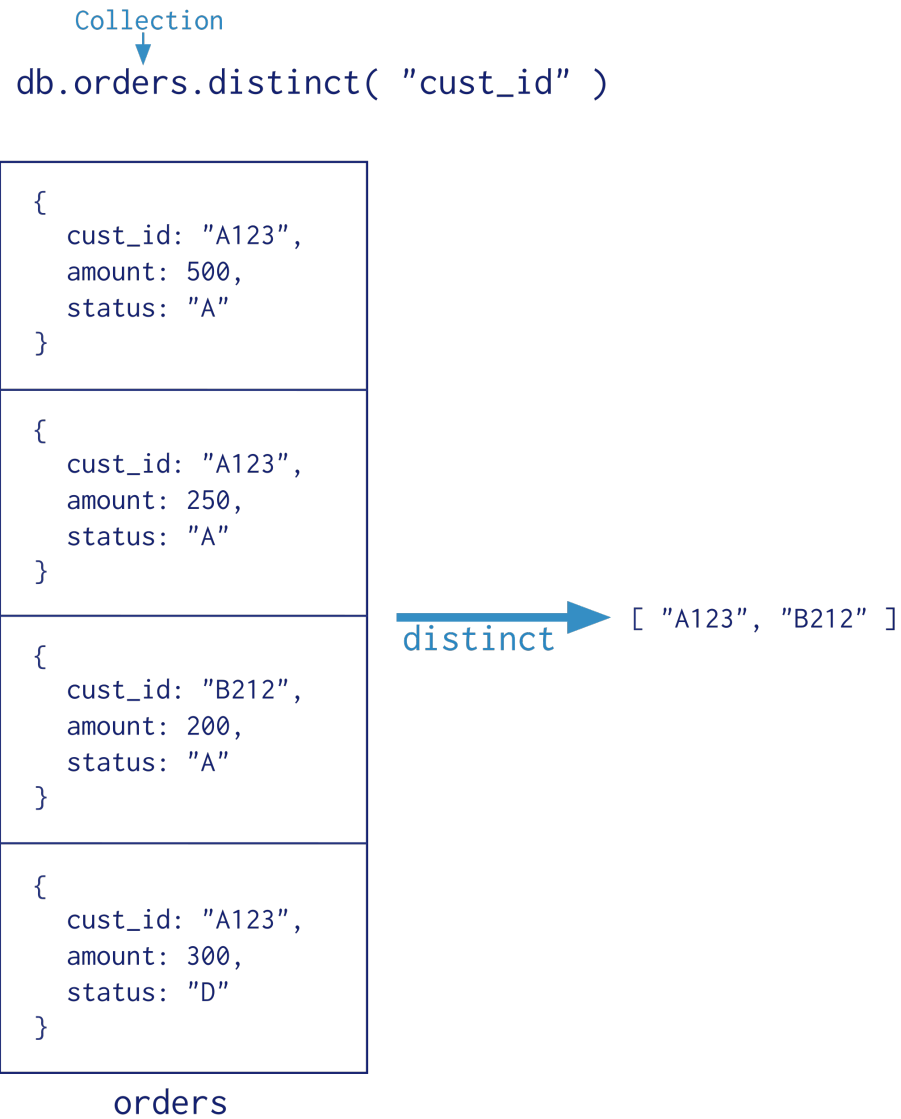 Collection
db.orders.distinct( "cust_id" )
{
cust_id: "A123",
amount: 500,
status: "A"
}
{
cust_id: "A123",
amount: 250,
status: "A"
}
{
cust_id: "B212",
amount: 200,
status: "A"
}
{
cust_id: "A123",
amount: 300,
status: "D"
}
orders
distinct
[ "A123", "B212" ]